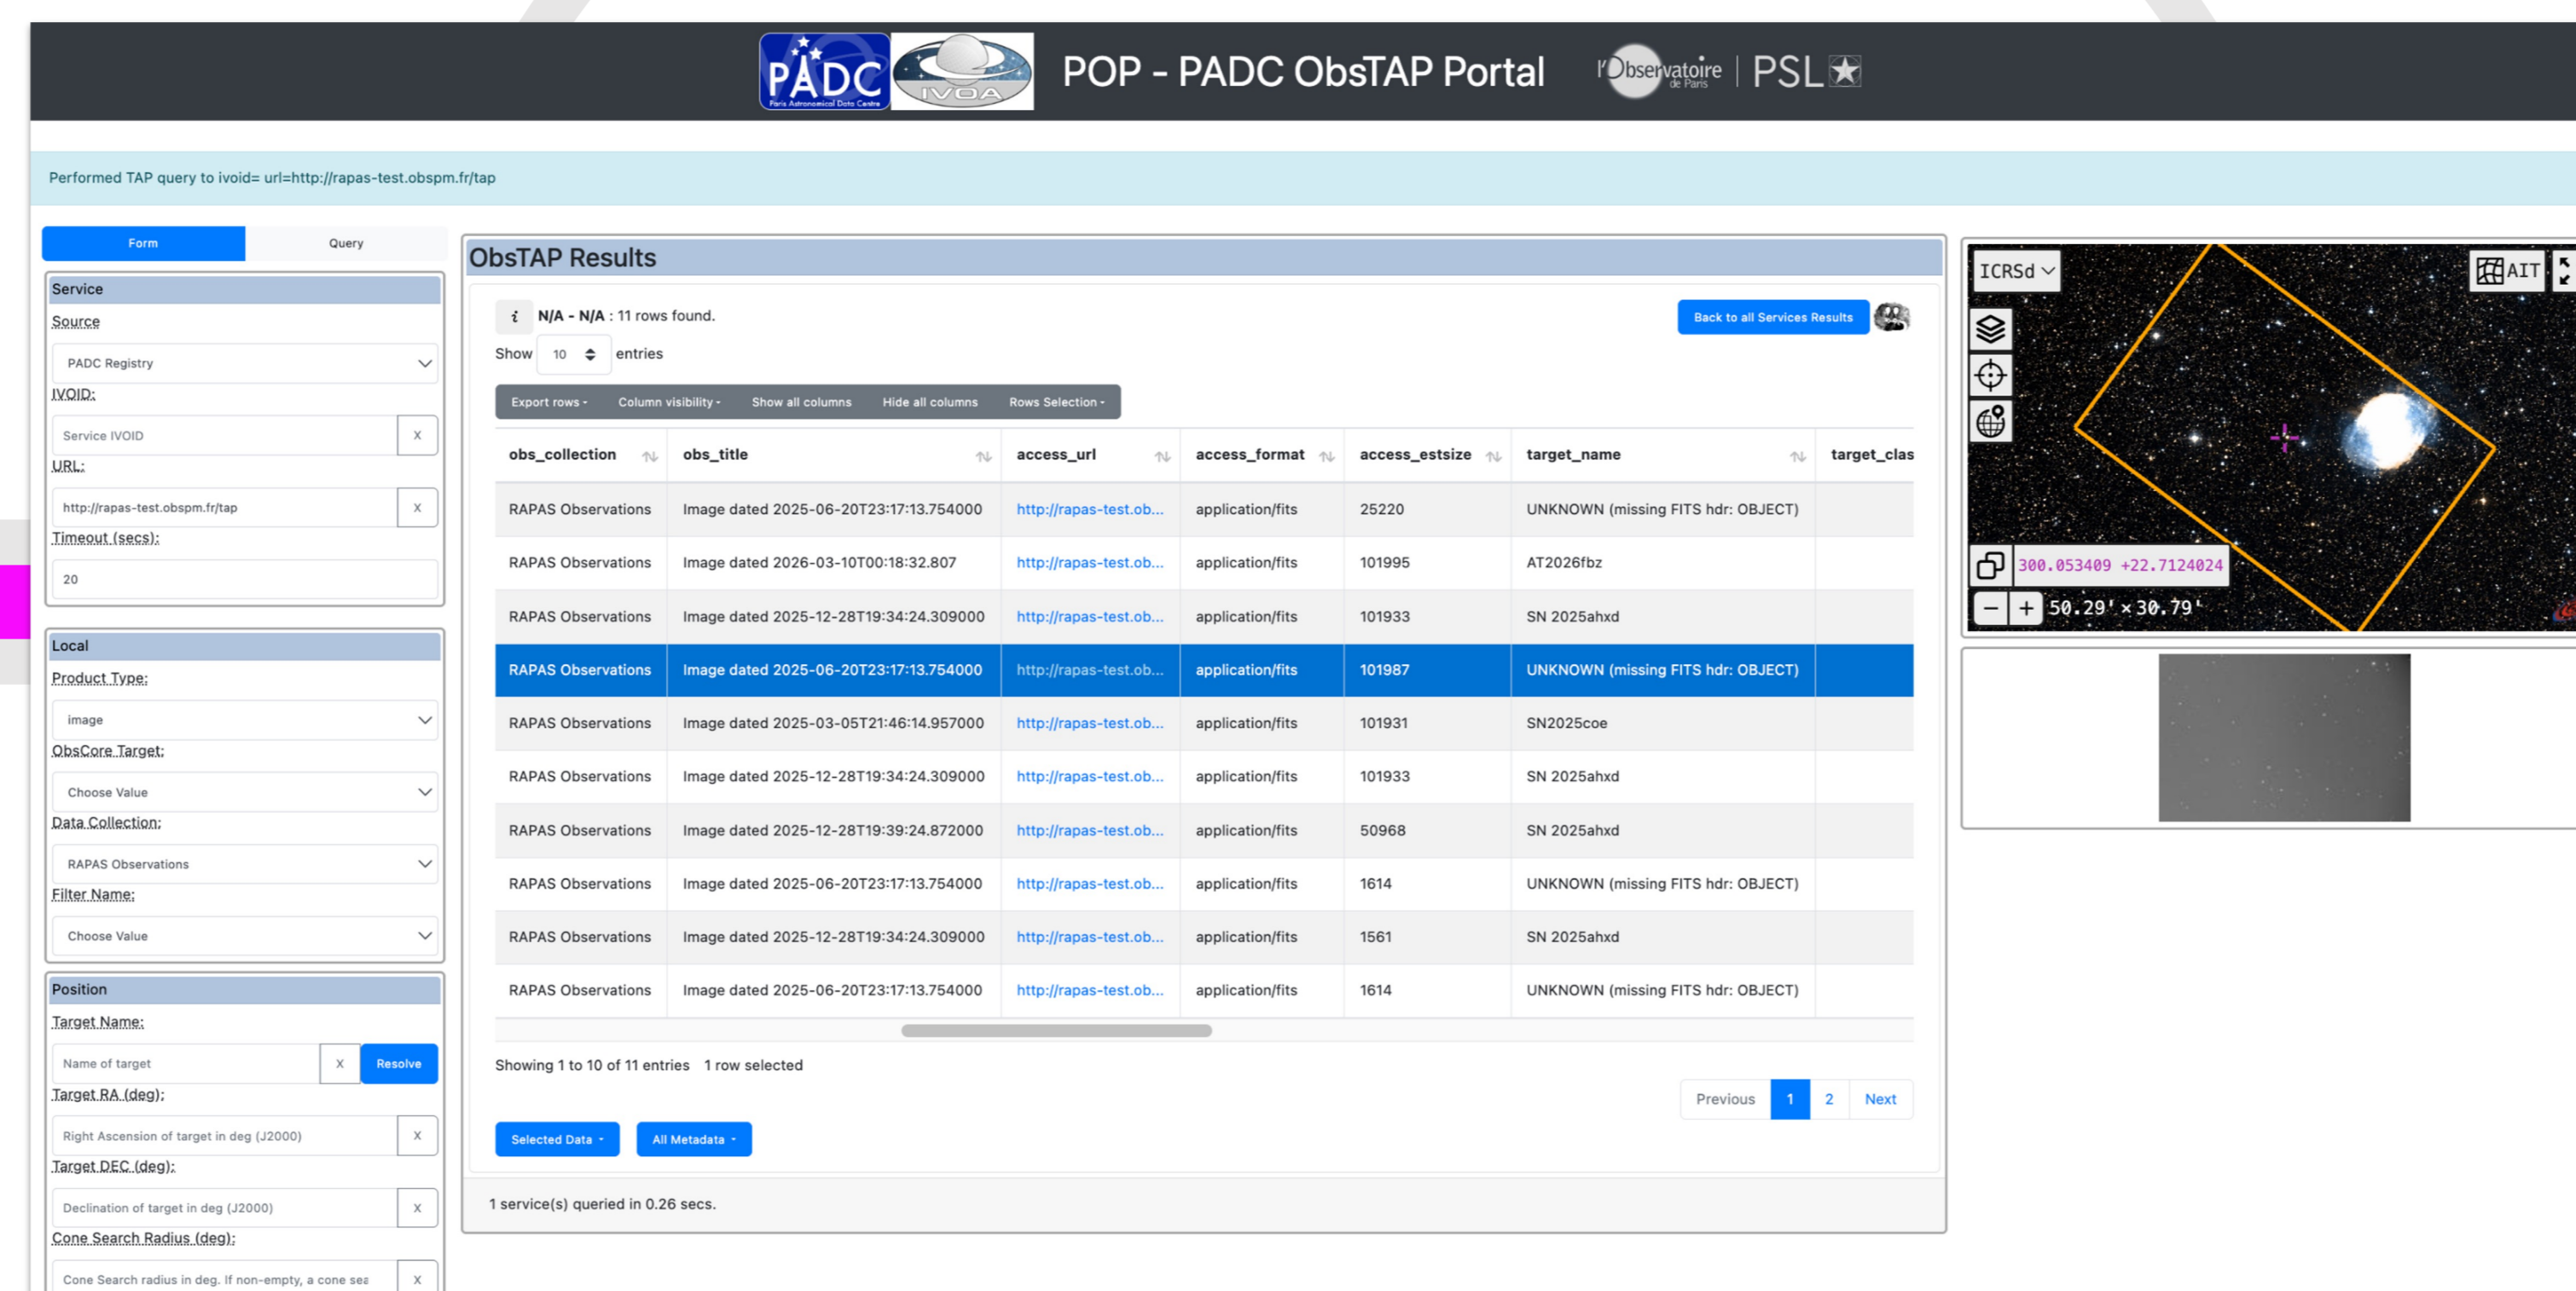 PADC
Paris Astronomical Data Centre
IVOA
POP - PADC ObsTAP Portal
l'Observatoire
de Paris
PSL
Performed TAP query to ivoid= url=http://rapas-test.obspm.fr/tap
Form
Query
Service
Source
PADC Registry
IVOID:
Service IVOID
X
URL:
http://rapas-test.obspm.fr/tap
X
Timeout (secs):
20
Local
Product Type:
image
ObsCore Target:
Choose Value
Data Collection:
RAPAS Observations
Filter Name:
Choose Value
Position
Target Name:
Name of target
X
Resolve
Target RA (deg):
Right Ascension of target in deg (J2000)
X
Target DEC (deg):
Declination of target in deg (J2000)
X
Cone Search Radius (deg):
Cone Search radius in deg. If non-empty, a cone sea
X
ObsTAP Results
i N/A - N/A : 11 rows found.
Back to all Services Results
Show 10 entries
Export rows Column visibility Show all columns Hide all columns Rows Selection
obs_collection obs_title access_url access_format access_estsize target_name target_clas
RAPAS Observations Image dated 2025-06-20T23:17:13.754000 http://rapas-test.ob... application/fits 25220 UNKNOWN (missing FITS hdr: OBJECT)
RAPAS Observations Image dated 2026-03-10T00:18:32.807 http://rapas-test.ob... application/fits 101995 AT2026fbz
RAPAS Observations Image dated 2025-12-28T19:34:24.309000 http://rapas-test.ob... application/fits 101933 SN 2025ahxd
RAPAS Observations Image dated 2025-06-20T23:17:13.754000 http://rapas-test.ob... application/fits 101987 UNKNOWN (missing FITS hdr: OBJECT)
RAPAS Observations Image dated 2025-03-05T21:46:14.957000 http://rapas-test.ob... application/fits 101931 SN2025coe
RAPAS Observations Image dated 2025-12-28T19:34:24.309000 http://rapas-test.ob... application/fits 101933 SN 2025ahxd
RAPAS Observations Image dated 2025-12-28T19:39:24.872000 http://rapas-test.ob... application/fits 50968 SN 2025ahxd
RAPAS Observations Image dated 2025-06-20T23:17:13.754000 http://rapas-test.ob... application/fits 1614 UNKNOWN (missing FITS hdr: OBJECT)
RAPAS Observations Image dated 2025-12-28T19:34:24.309000 http://rapas-test.ob... application/fits 1561 SN 2025ahxd
RAPAS Observations Image dated 2025-06-20T23:17:13.754000 http://rapas-test.ob... application/fits 1614 UNKNOWN (missing FITS hdr: OBJECT)
Showing 1 to 10 of 11 entries 1 row selected
Previous 1 2 Next
Selected Data
All Metadata
1 service(s) queried in 0.26 secs.
ICRSd
AIT
300.053409 +22.7124024
− + 50.29' × 30.79'